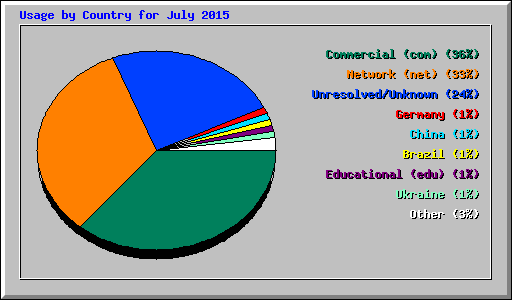 Usage by Country for July 2015
Commercial (com) (36%)
Network (net) (33%)
Unresolved/Unknown (24%)
Germany (1%)
China (1%)
Brazil (1%)
Educational (edu) (1%)
Ukraine (1%)
Other (3%)